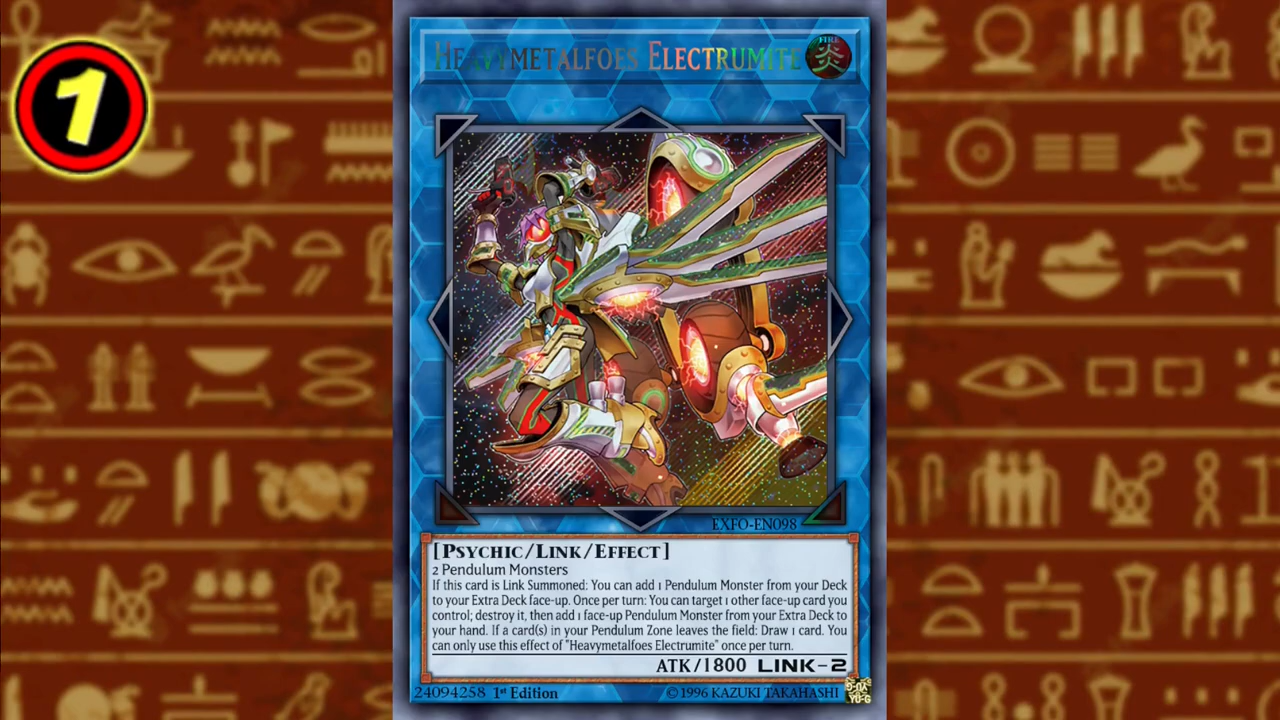 1
HEAVYMETALFOES ELECTRUMITE
FIRE
炎
EXFO-EN098
[PSYCHIC/LINK/EFFECT]
2 Pendulum Monsters
If this card is Link Summoned: You can add 1 Pendulum Monster from your Deck
to your Extra Deck face-up. Once per turn: You can target 1 other face-up card you
control; destroy it, then add 1 face-up Pendulum Monster from your Extra Deck to
your hand. If a card(s) in your Pendulum Zone leaves the field: Draw 1 card. You
can only use this effect of "Heavymetalfoes Electrumite" once per turn.
ATK/1800 LINK-2
24094258 1st Edition ©1996 KAZUKI TAKAHASHI